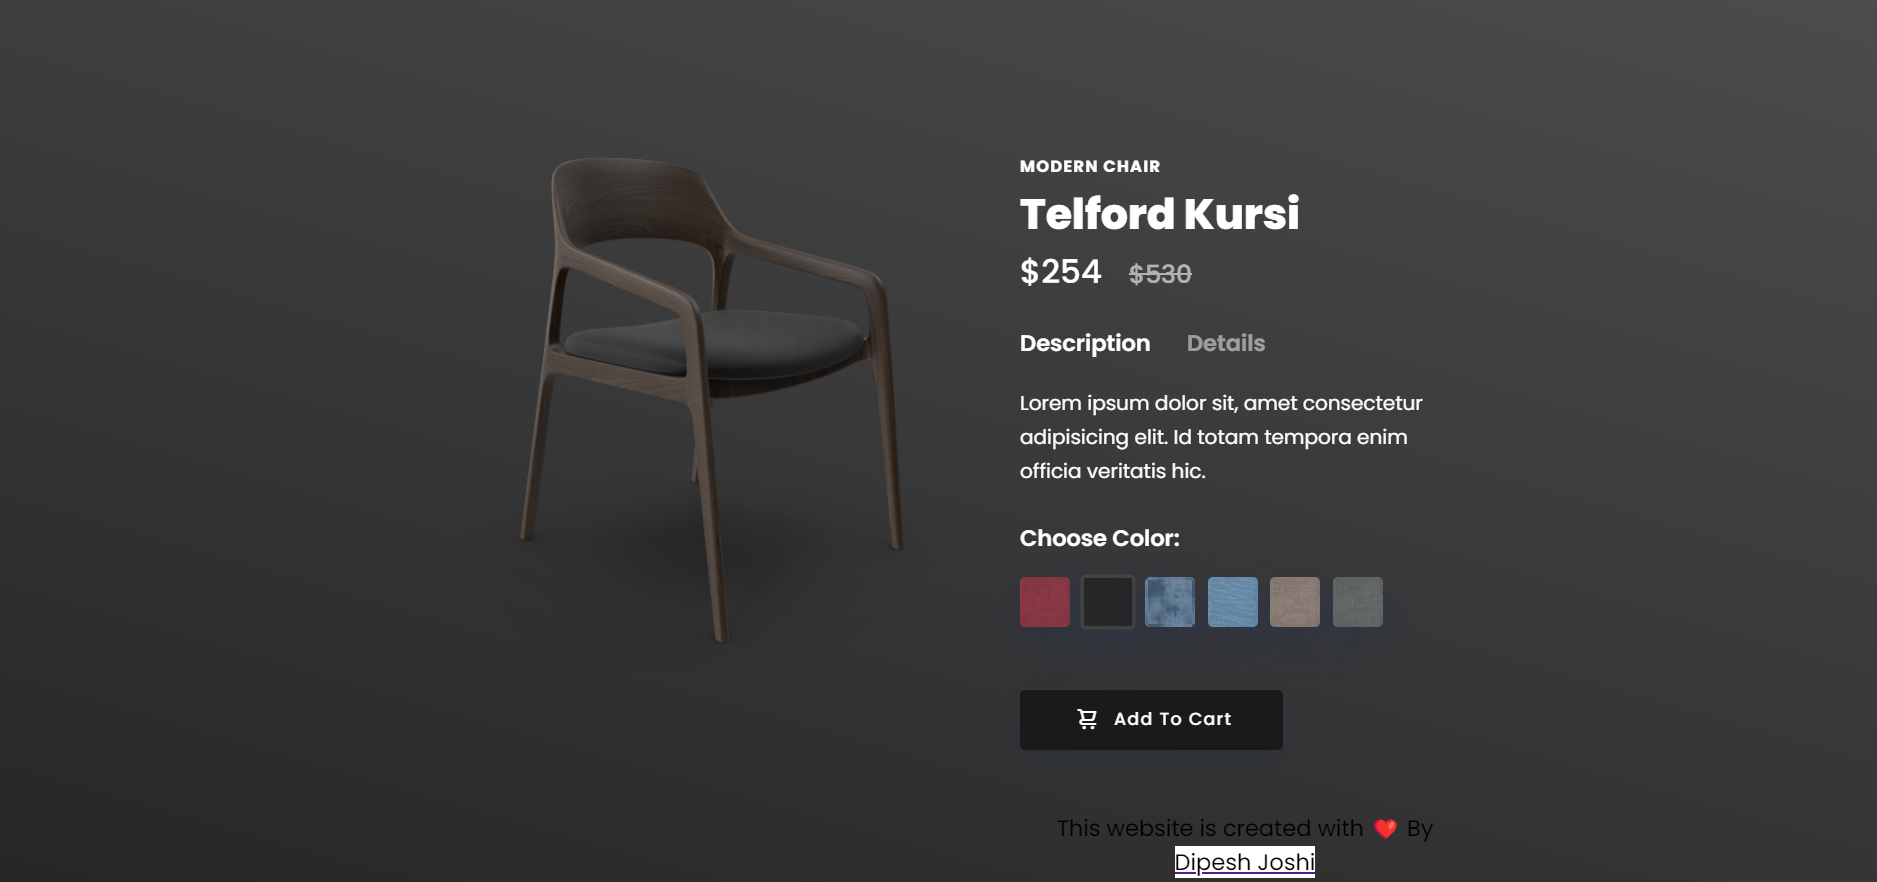 MODERN CHAIR
Telford Kursi
$254 $530
Description Details
Lorem ipsum dolor sit, amet consectetur
adipisicing elit. Id totam tempora enim
officia veritatis hic.
Choose Color:
Add To Cart
This website is created with ❤️ By
Dipesh Joshi